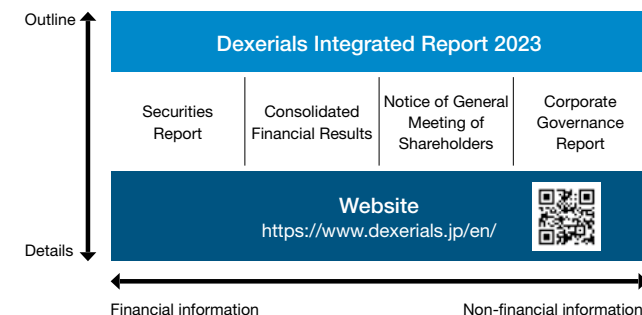 Outline
Dexerials Integrated Report 2023
Securities
Report
Consolidated
Financial Results
Notice of General
Meeting of
Shareholders
Corporate
Governance
Report
Website
https://www.dexerials.jp/en/
Details
Financial information
Non-financial information